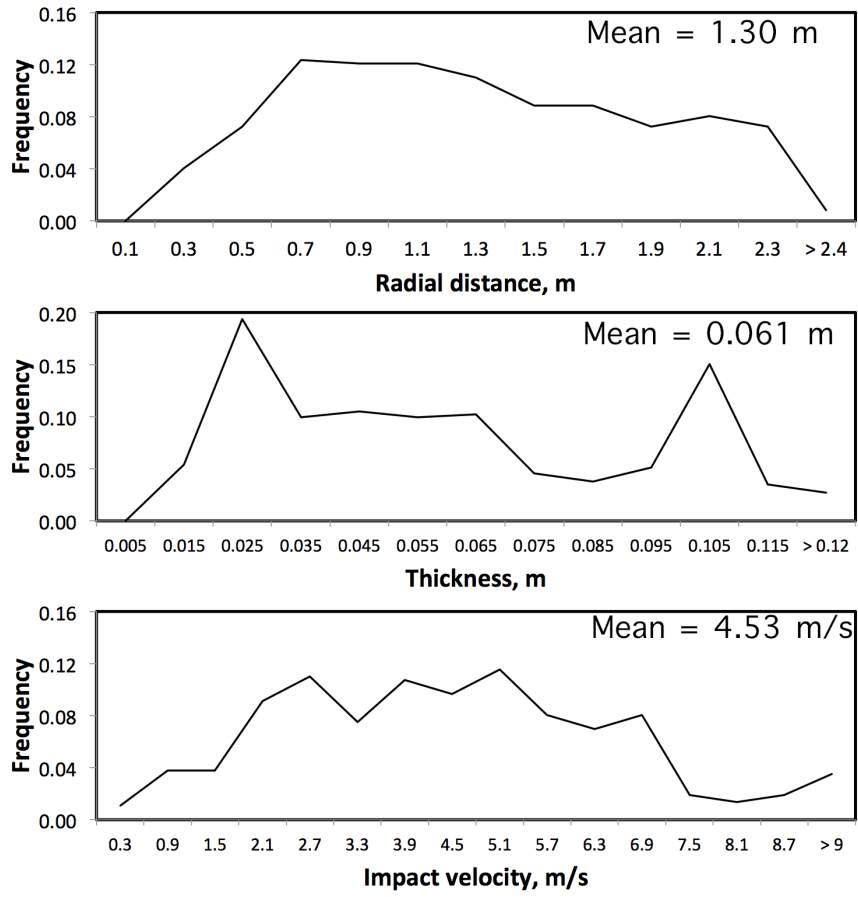 Mean = 1.30 m
Frequency
0.16
0.12
0.08
0.04
0.00
0.1 0.3 0.5 0.7 0.9 1.1 1.3 1.5 1.7 1.9 2.1 2.3 > 2.4
Radial distance, m
Mean = 0.061 m
Frequency
0.20
0.15
0.10
0.05
0.00
0.005 0.015 0.025 0.035 0.045 0.055 0.065 0.075 0.085 0.095 0.105 0.115 > 0.12
Thickness, m
Mean = 4.53 m/s
Frequency
0.16
0.12
0.08
0.04
0.00
0.3 0.9 1.5 2.1 2.7 3.3 3.9 4.5 5.1 5.7 6.3 6.9 7.5 8.1 8.7 > 9
Impact velocity, m/s